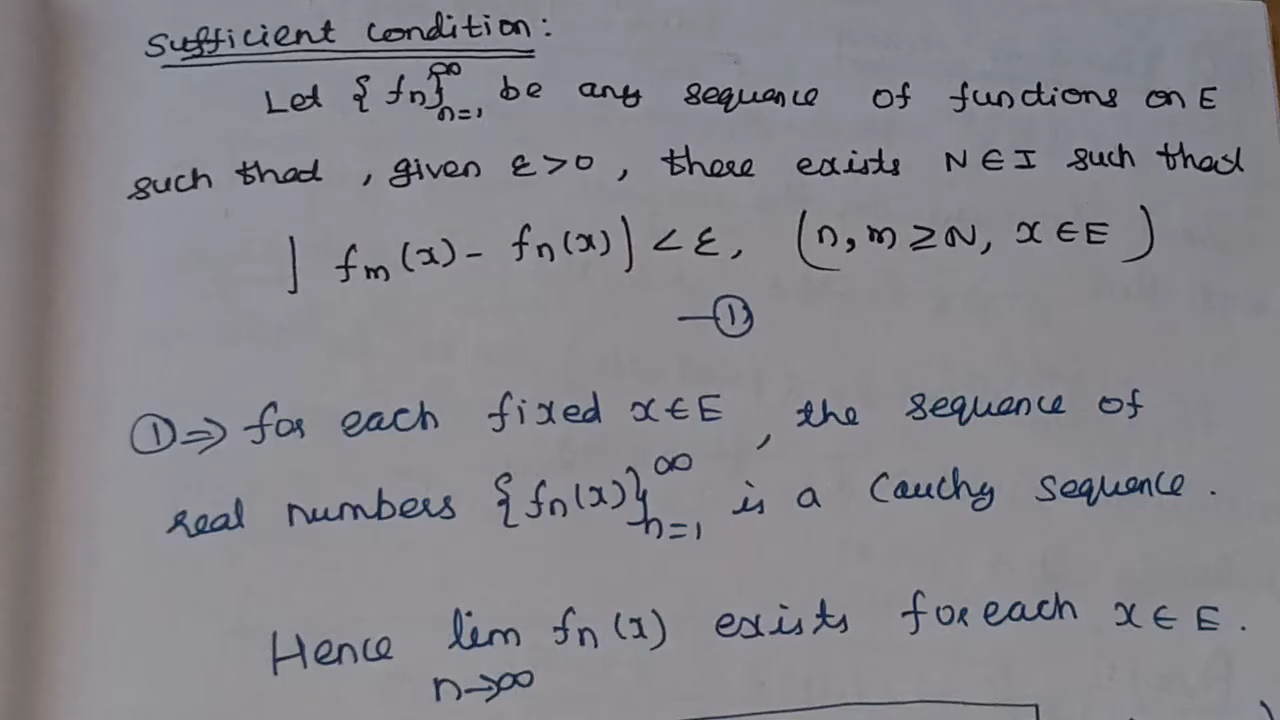 Sufficient condition:
Let {fn}∞n=1 be any sequence of functions on E
such that, given ε>0, there exists N∈I such that
| fm(x) - fn(x)| <ε, (n,m≥N, x∈E)
—①
①⇒ for each fixed x∈E, the sequence of
real numbers {fn(x)}∞n=1 is a Cauchy sequence.
Hence lim n→∞ fn(x) exists for each x∈E.